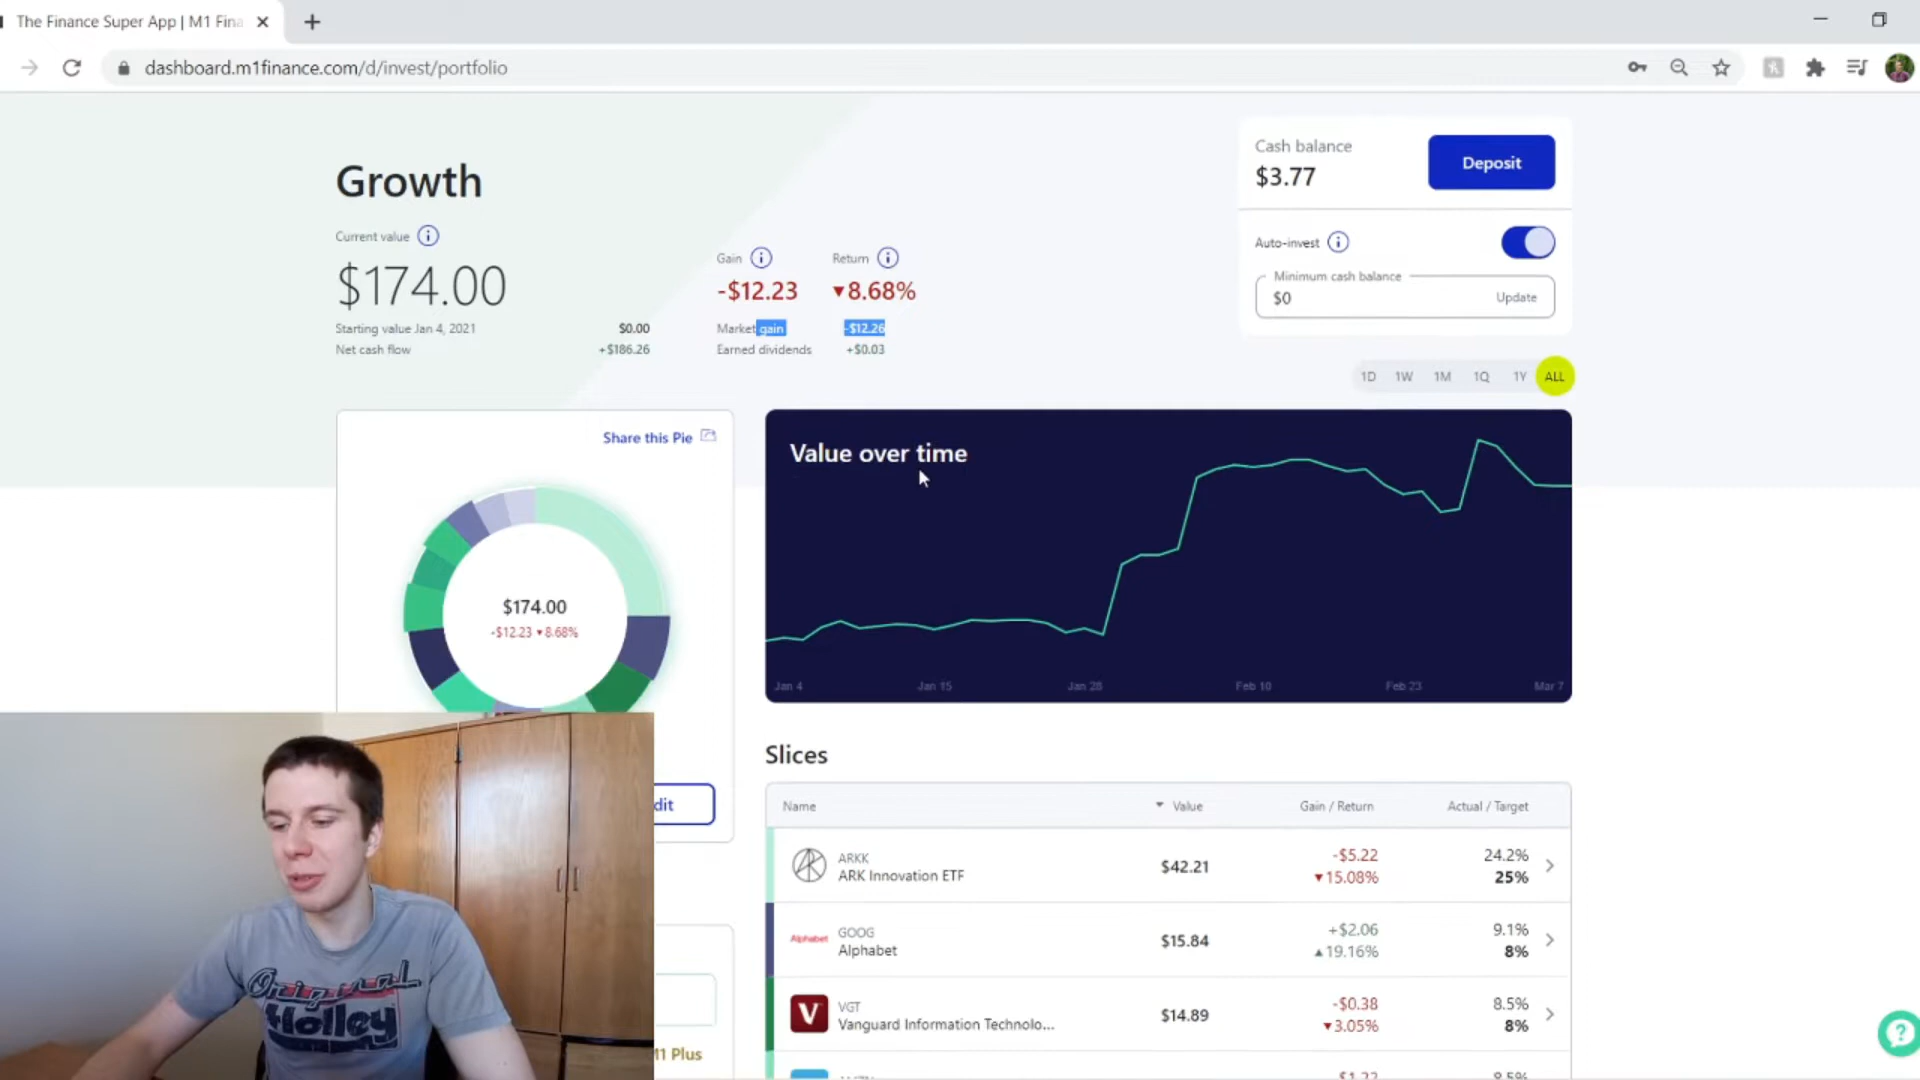 The Finance Super App | M1 Fina
dashboard.m1finance.com/d/invest/portfolio
Growth
Current value
$174.00
Starting value Jan 4, 2021 $0.00
Net cash flow +$186.26
Gain
-$12.23
Return
▼8.68%
Market gain -$12.26
Earned dividends +$0.03
Cash balance
$3.77
Deposit
Auto-invest
Minimum cash balance
$0
Update
1D 1W 1M 1Q 1Y ALL
Share this Pie
$174.00
-$12.23 ▼8.68%
dit
Value over time
Jan 4 Jan 15 Jan 28 Feb 10 Feb 23 Mar 7
Slices
Name Value Gain / Return Actual / Target
ARKK
ARK Innovation ETF
$42.21
-$5.22
▼15.08%
24.2%
25%
Alphabet
GOOG
Alphabet
$15.84
+$2.06
▲19.16%
9.1%
8%
V
VGT
Vanguard Information Technolo...
$14.89
-$0.38
▼3.05%
8.5%
8%
Original
Holley
M1 Plus
?